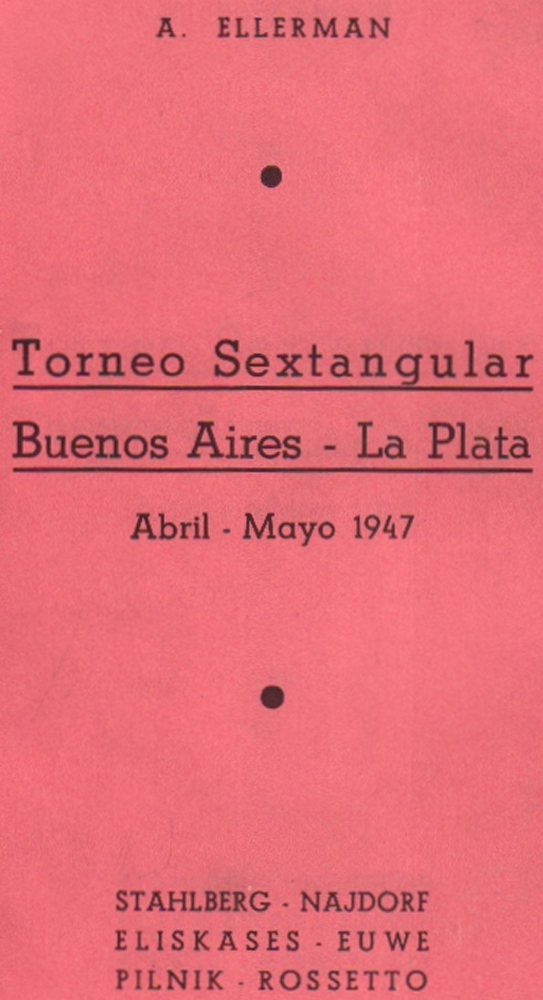 A. ELLERMAN
Torneo Sextangular
Buenos Aires - La Plata
Abril - Mayo 1947
STAHLBERG - NAJDORF
ELISKASES - EUWE
PILNIK - ROSSETTO